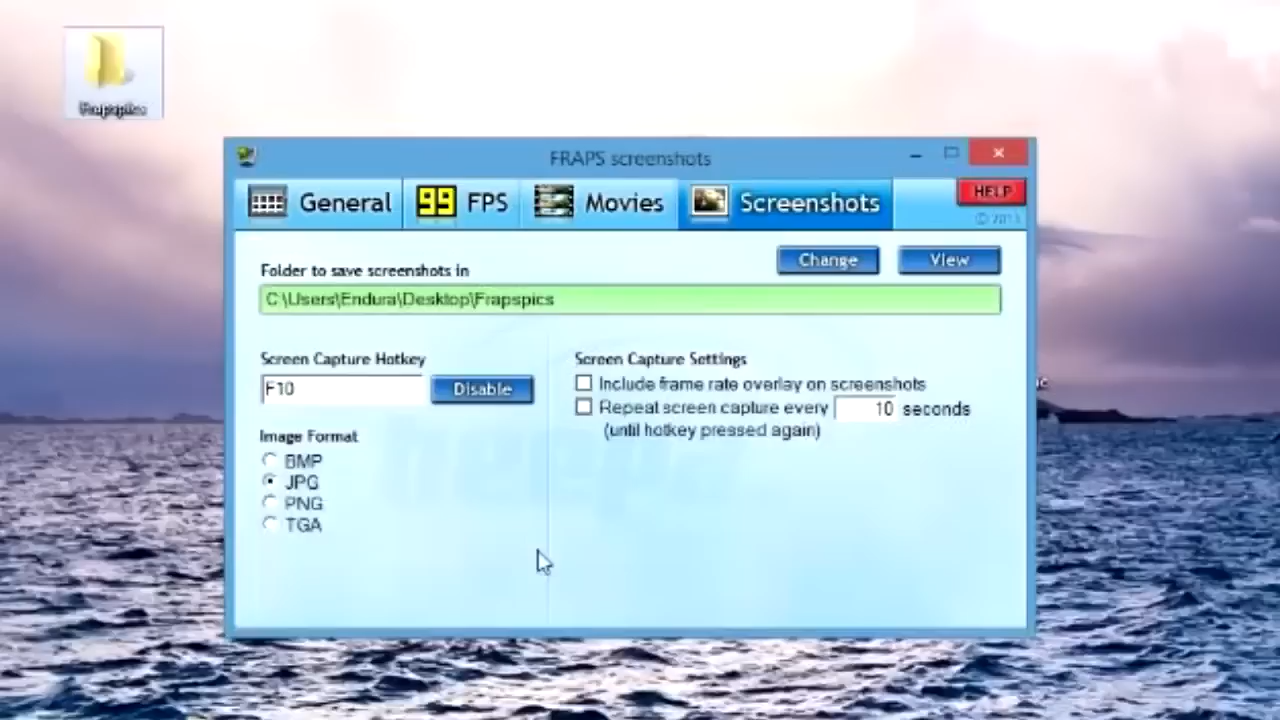 Frapspics
FRAPS screenshots
General
99 FPS
Movies
Screenshots
HELP
Folder to save screenshots in
Change
View
C:\Users\Endura\Desktop\Frapspics
Screen Capture Hotkey
F10
Disable
Screen Capture Settings
Include frame rate overlay on screenshots
Repeat screen capture every 10 seconds
(until hotkey pressed again)
Image Format
BMP
JPG
PNG
TGA